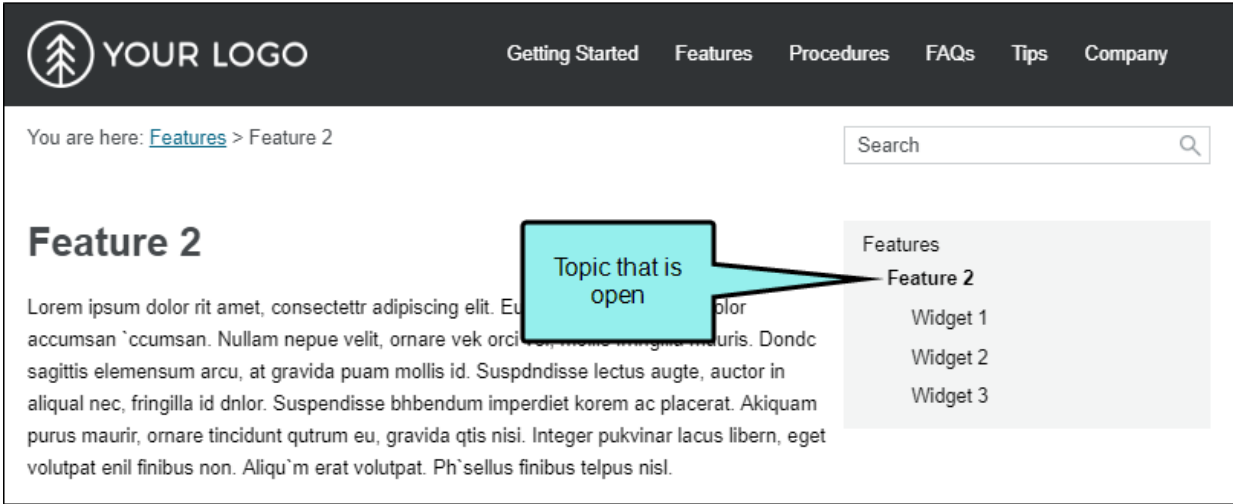 YOUR LOGO
Getting Started Features Procedures FAQs Tips Company
You are here: Features > Feature 2
Search
Feature 2
Topic that is
open
Features
Feature 2
Widget 1
Widget 2
Widget 3
Lorem ipsum dolor rit amet, consectettr adipiscing elit.
accumsan `ccumsan. Nullam nepue velit, ornare vek orci
sagittis elemensum arcu, at gravida puam mollis id. Suspdndisse lectus augte, auctor in
aliqual nec, fringilla id dnlor. Suspendisse bhbendum imperdiet korem ac placerat. Akiquam
purus maurir, ornare tincidunt qutrum eu, gravida qtis nisi. Integer pukvinar lacus libern, eget
volutpat enil finibus non. Aliqu`m erat volutpat. Ph`sellus finibus telpus nisl.